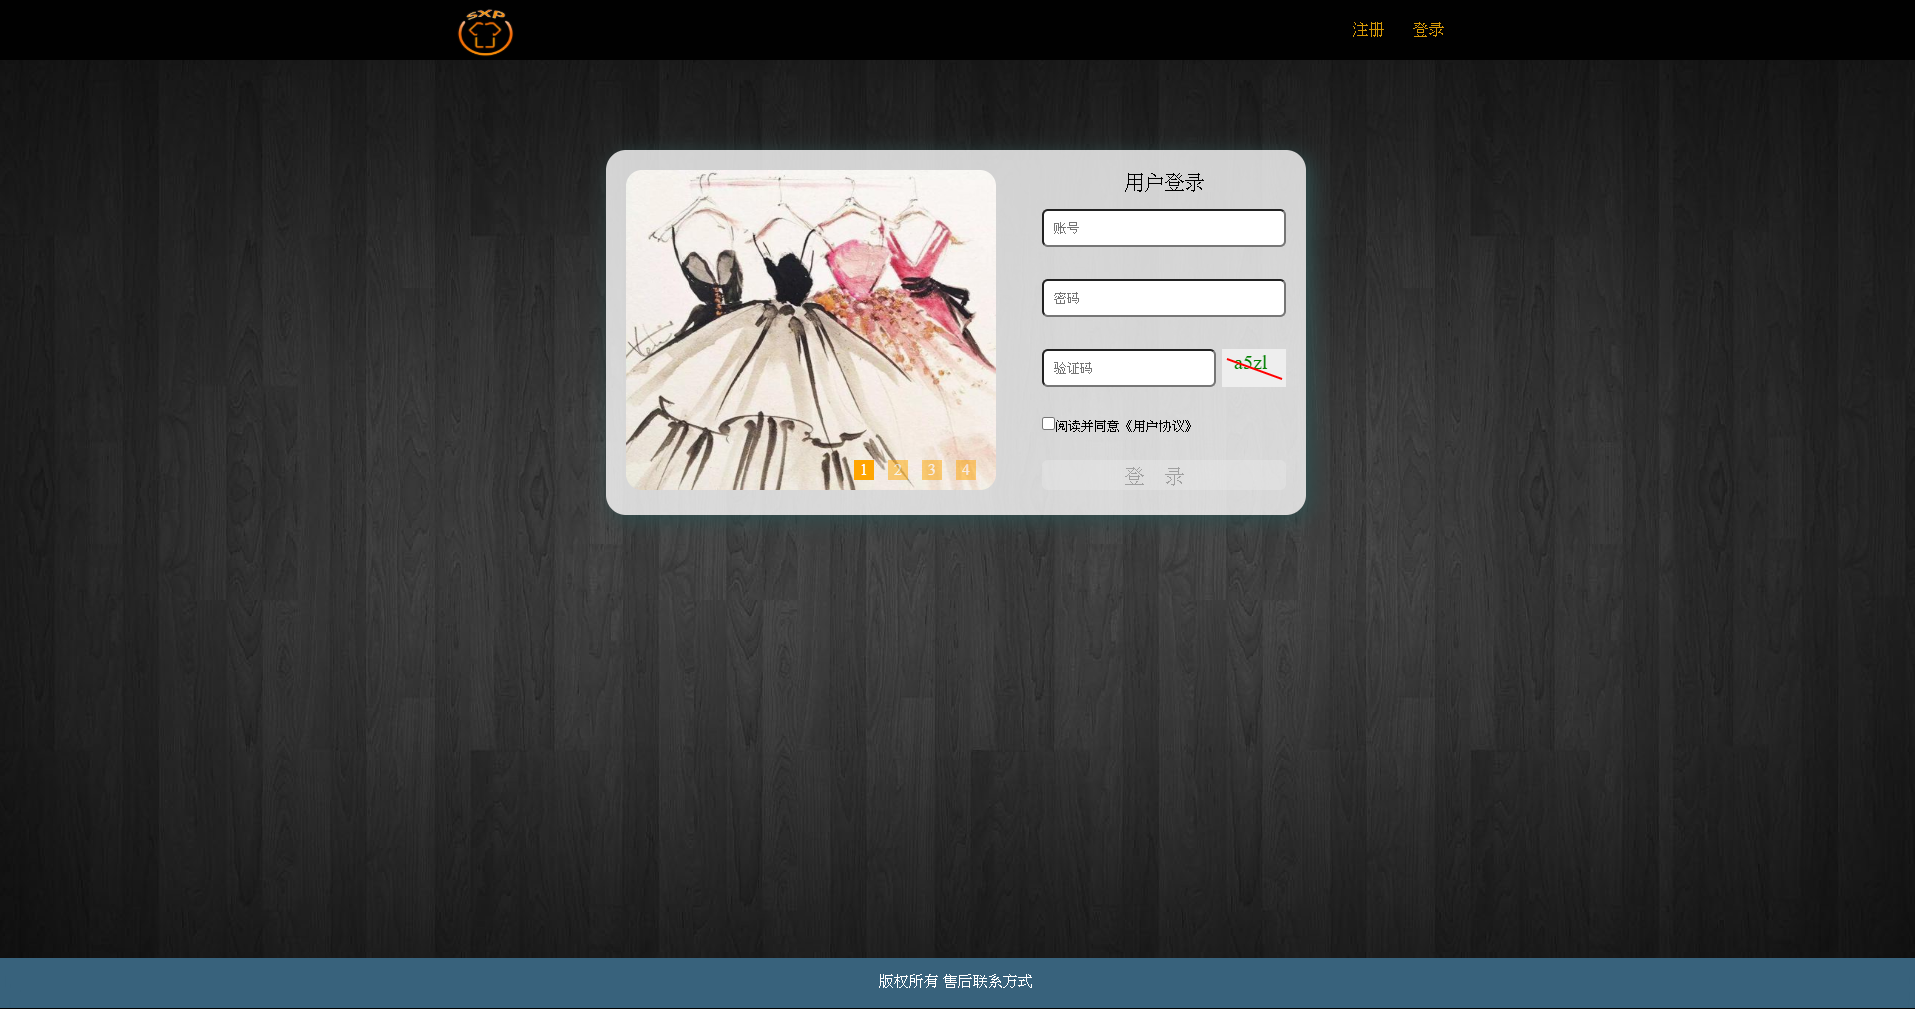 SXP
注册 登录
用户登录
账号
密码
验证码 a5zl
阅读并同意《用户协议》
1 2 3 4
登 录
版权所有 售后联系方式